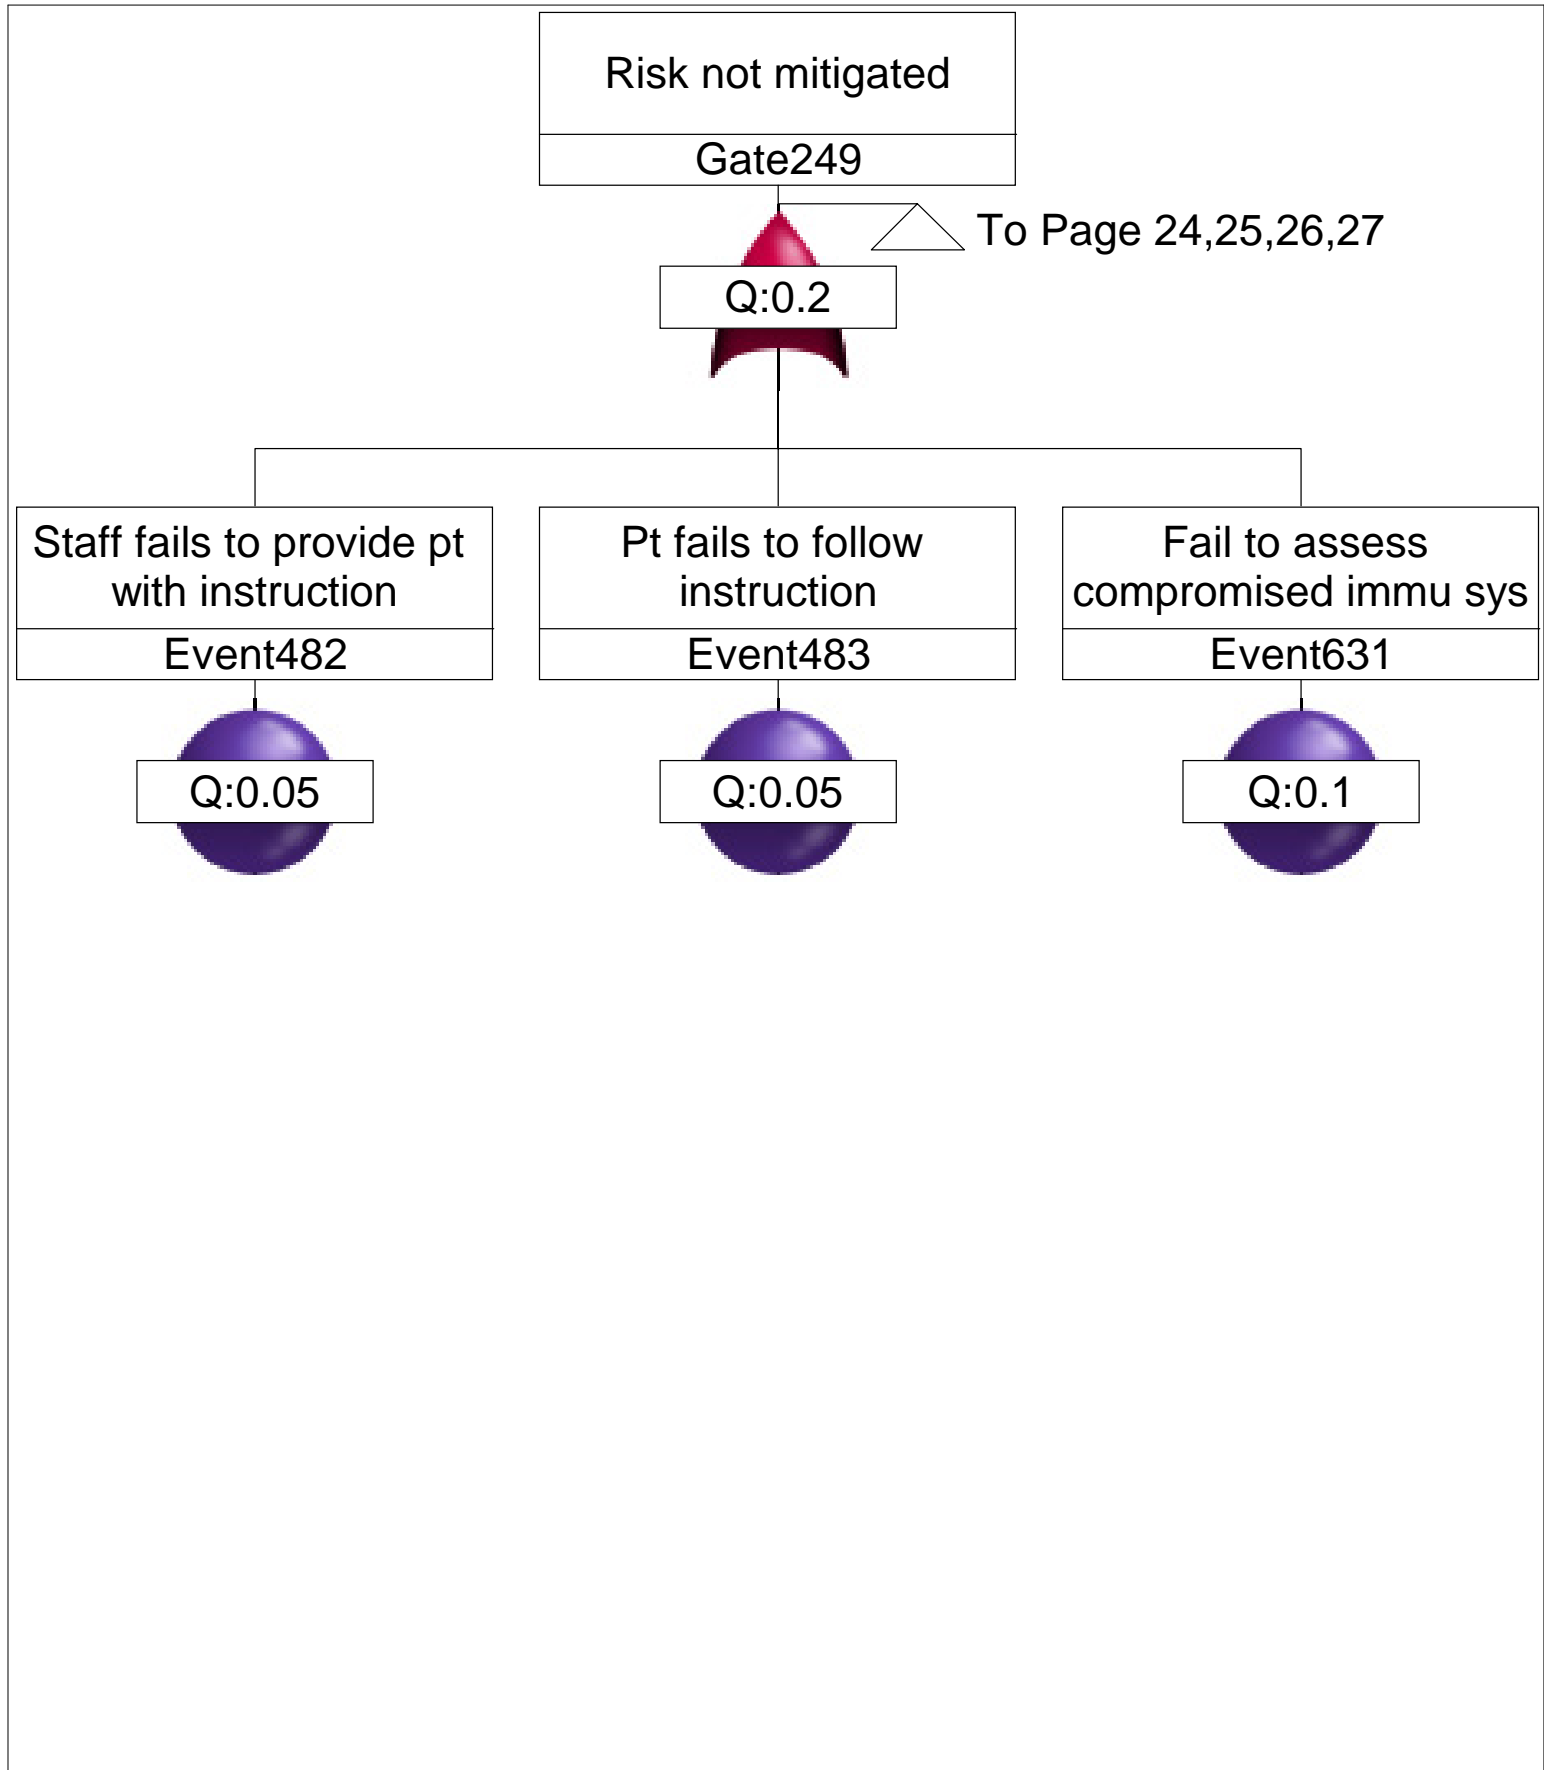 Risk not mitigated
Gate249
To Page 24,25,26,27
Q:0.2
Staff fails to provide pt
with instruction
Event482
Q:0.05
Pt fails to follow
instruction
Event483
Q:0.05
Fail to assess
compromised immu sys
Event631
Q:0.1